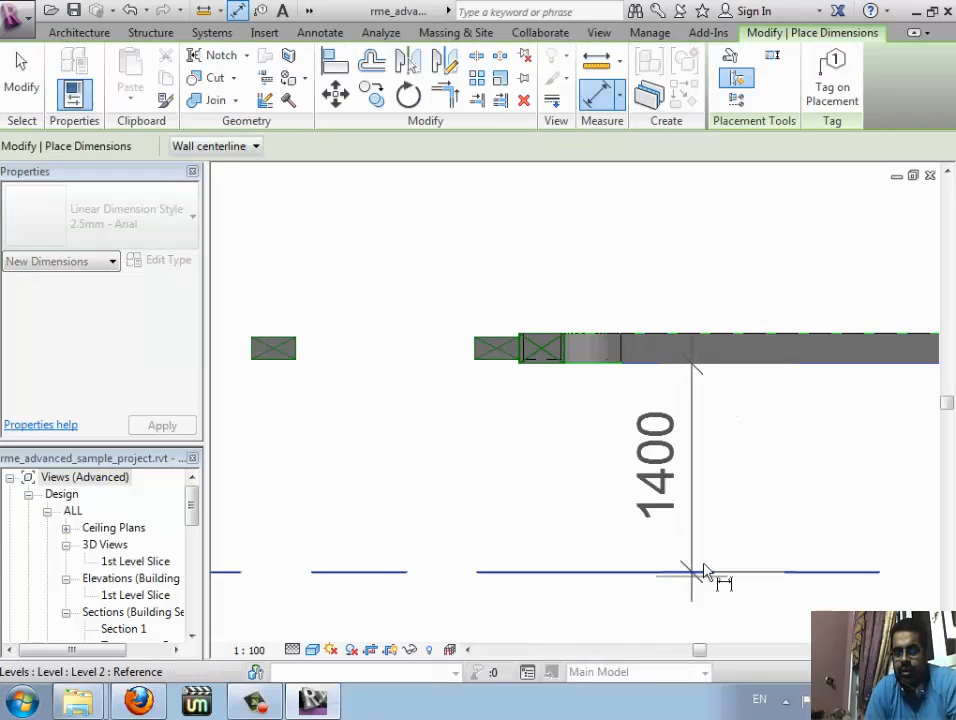 rme_adva...
Type a keyword or phrase
Sign In
Architecture
Structure
Systems
Insert
Annotate
Analyze
Massing & Site
Collaborate
View
Manage
Add-Ins
Modify | Place Dimensions
Modify
Paste
Notch
Cut
Join
Tag on
Placement
Select
Properties
Clipboard
Geometry
Modify
View
Measure
Create
Placement Tools
Tag
Modify | Place Dimensions
Wall centerline
Properties
Linear Dimension Style
2.5mm - Arial
New Dimensions
Edit Type
Properties help
Apply
rme_advanced_sample_project.rvt - ...
Views (Advanced)
Design
ALL
Ceiling Plans
3D Views
1st Level Slice
Elevations (Building
1st Level Slice
Sections (Building Se
Section 1
1400
1 : 100
Levels : Level : Level 2 : Reference
:0
Main Model
EN